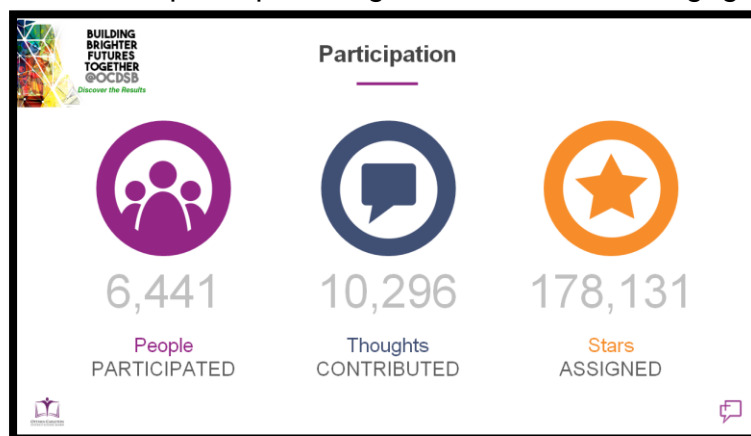 BUILDING
BRIGHTER
FUTURES
TOGETHER
@OCDSB
Discover the Results
Participation
6,441
10,296
178,131
People
PARTICIPATED
Thoughts
CONTRIBUTED
Stars
ASSIGNED